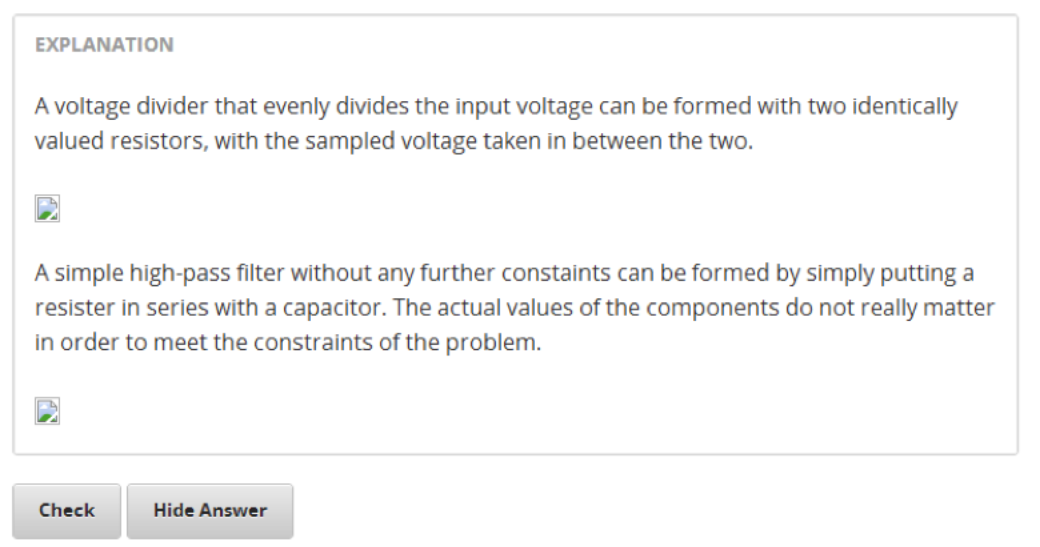 EXPLANATION
A voltage divider that evenly divides the input voltage can be formed with two identically
valued resistors, with the sampled voltage taken in between the two.
A simple high-pass filter without any further constaints can be formed by simply putting a
resister in series with a capacitor. The actual values of the components do not really matter
in order to meet the constraints of the problem.
Check Hide Answer